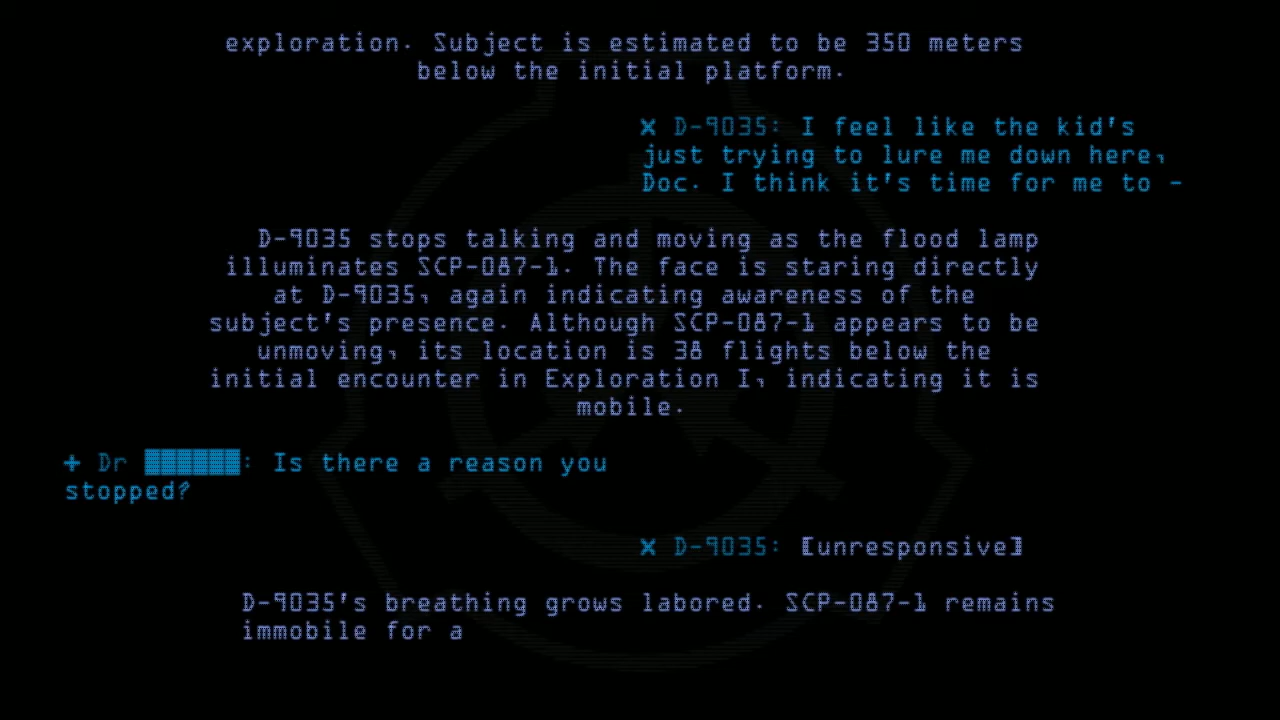 exploration. Subject is estimated to be 350 meters
below the initial platform.
× D-9035: I feel like the kid's
just trying to lure me down here,
Doc. I think it's time for me to -
D-9035 stops talking and moving as the flood lamp
illuminates SCP-087-1. The face is staring directly
at D-9035, again indicating awareness of the
subject's presence. Although SCP-087-1 appears to be
unmoving, its location is 38 flights below the
initial encounter in Exploration I, indicating it is
mobile.
+ Dr ██████: Is there a reason you
stopped?
× D-9035: [unresponsive]
D-9035's breathing grows labored. SCP-087-1 remains
immobile for a